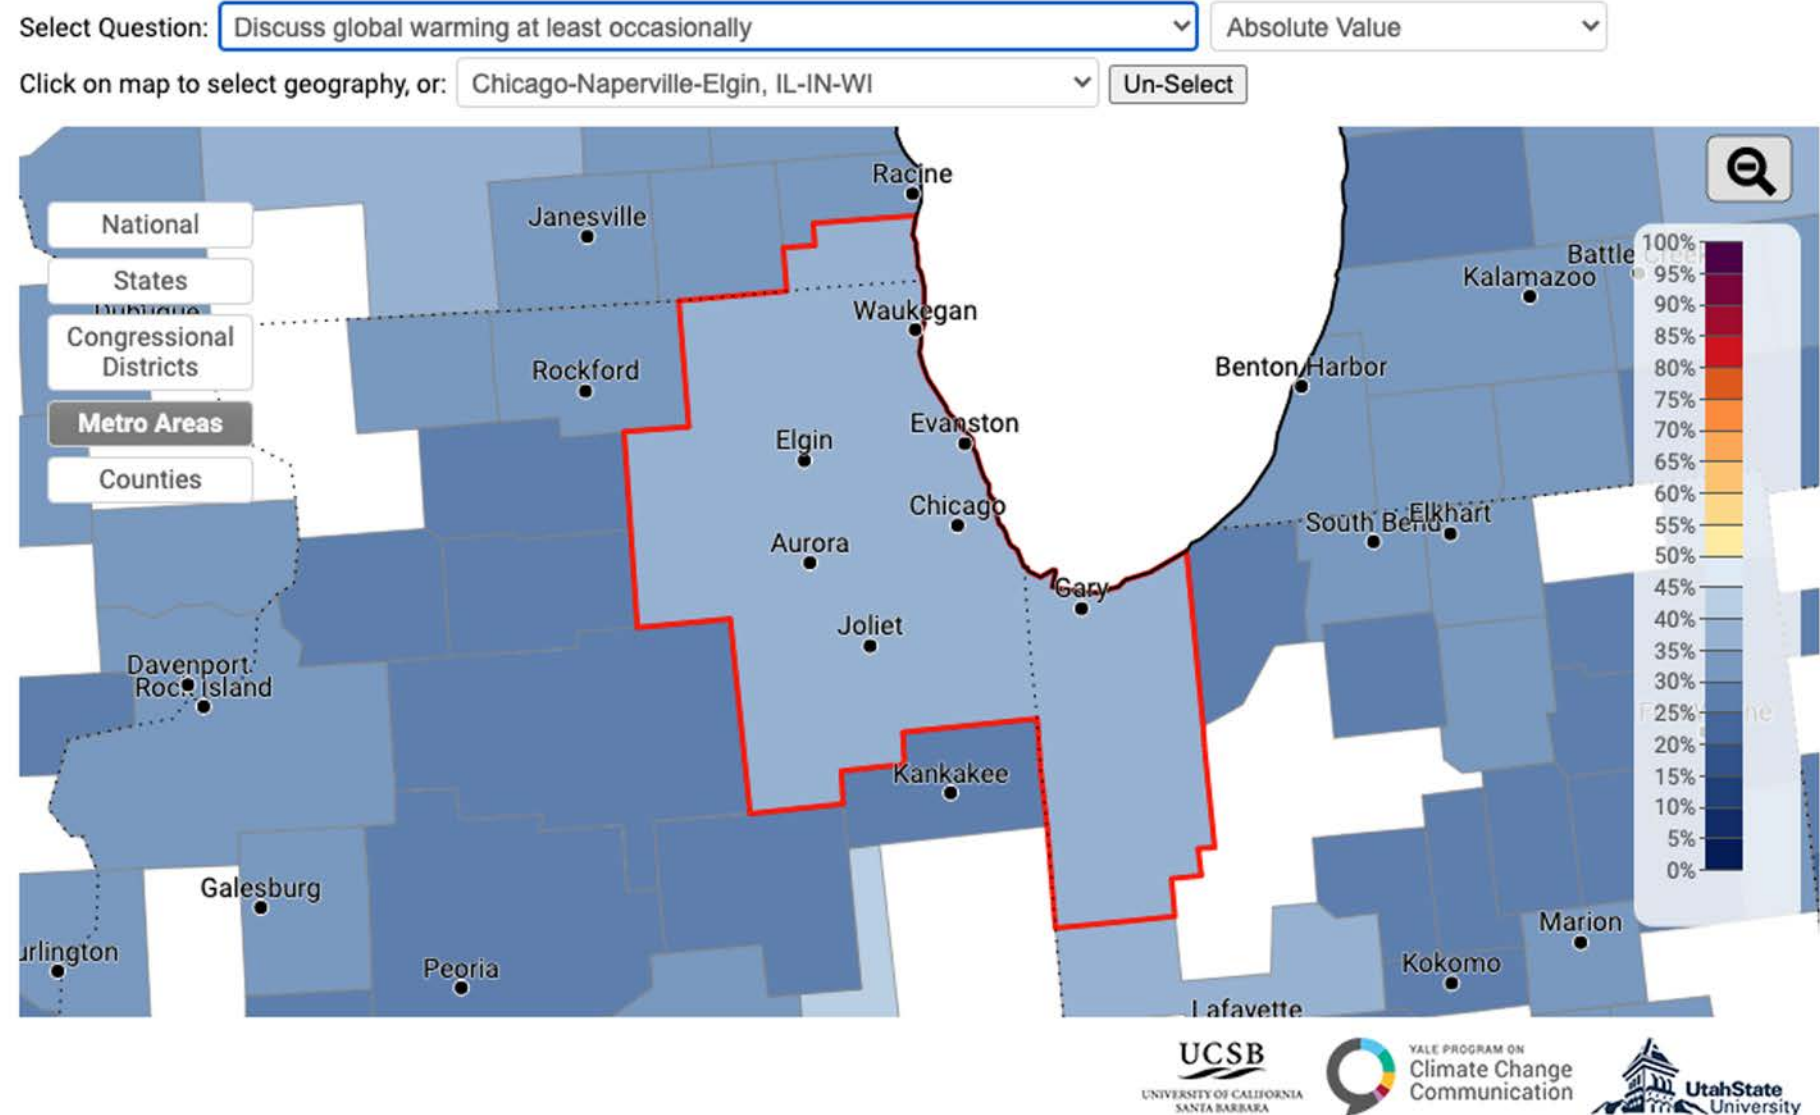 Select Question: Discuss global warming at least occasionally Absolute Value
Click on map to select geography, or: Chicago-Naperville-Elgin, IL-IN-WI Un-Select
National
States
Dubuque
Congressional
Districts
Metro Areas
Counties
Racine
Janesville
Waukegan
Rockford
Evanston
Elgin
Chicago
Aurora
Gary
Joliet
Davenport
Rock Island
Kankakee
Galesburg
urlington
Peoria
Battle Creek
Kalamazoo
Benton Harbor
South Bend
Elkhart
Marion
Kokomo
Lafayette
100%
95%
90%
85%
80%
75%
70%
65%
60%
55%
50%
45%
40%
35%
30%
25%
20%
15%
10%
5%
0%
UCSB
UNIVERSITY OF CALIFORNIA
SANTA BARBARA
YALE PROGRAM ON
Climate Change
Communication
UtahState
University